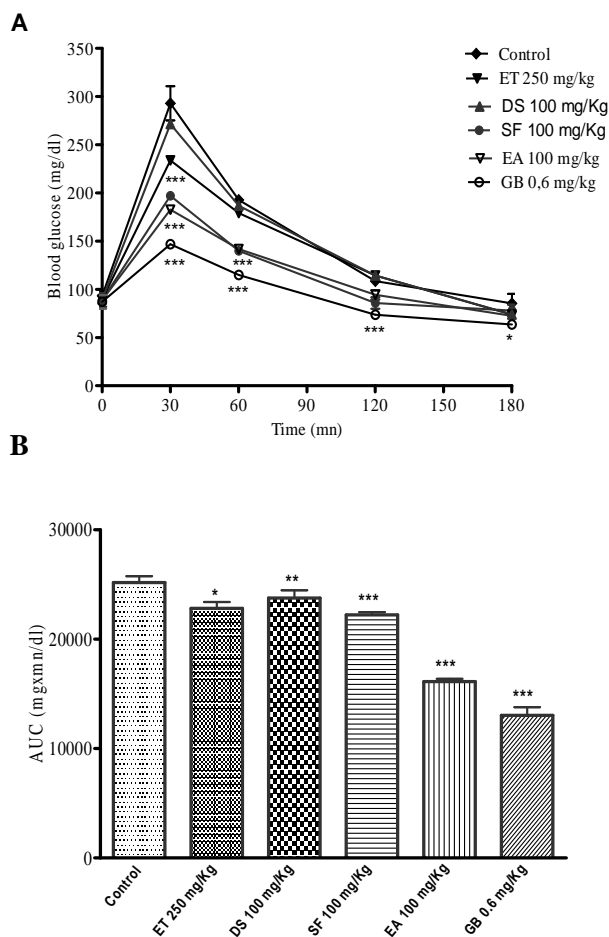 A
Blood glucose (mg/dl)
350
300
250
200
150
100
50
0
0 30 60 90 120 150 180
Time (mn)
Control
ET 250 mg/kg
DS 100 mg/Kg
SF 100 mg/Kg
EA 100 mg/kg
GB 0,6 mg/kg
***
***
***
***
***
***
*
B
AUC (mgxmn/dl)
30000
20000
10000
0
*
**
***
***
***
Control
ET 250 mg/Kg
DS 100 mg/Kg
SF 100 mg/Kg
EA 100 mg/Kg
GB 0.6 mg/Kg